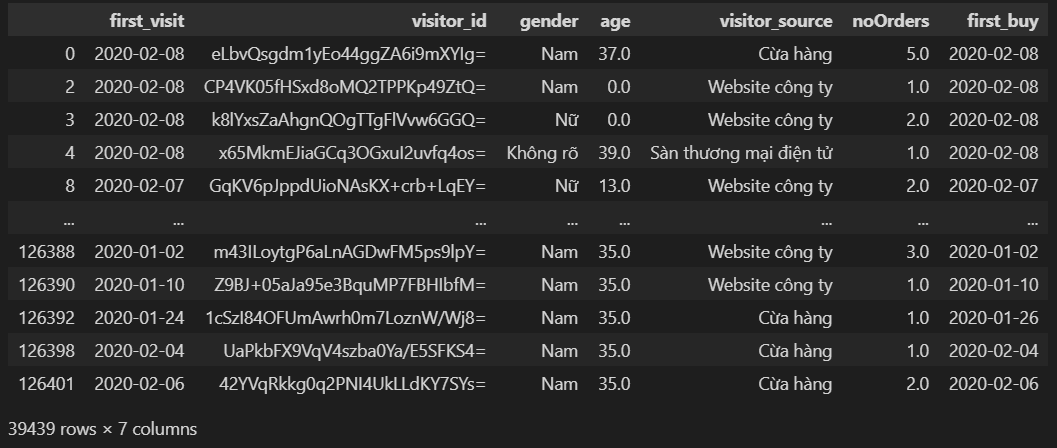 first_visit visitor_id gender age visitor_source noOrders first_buy
0 2020-02-08 eLbvQsgdm1yEo44ggZA6i9mXYIg= Nam 37.0 Cửa hàng 5.0 2020-02-08
2 2020-02-08 CP4VK05fHSxd8oMQ2TPPKp49ZtQ= Nam 0.0 Website công ty 1.0 2020-02-08
3 2020-02-08 k8lYxsZaAhgnQOgTTgFlVvw6GGQ= Nữ 0.0 Website công ty 2.0 2020-02-08
4 2020-02-08 x65MkmEJiaGCq3OGxuI2uvfq4os= Không rõ 39.0 Sàn thương mại điện tử 1.0 2020-02-08
8 2020-02-07 GqKV6pJppdUioNAsKX+crb+LqEY= Nữ 13.0 Website công ty 2.0 2020-02-07
... ... ... ... ... ... ... ...
126388 2020-01-02 m43ILoytgP6aLnAGDwFM5ps9lpY= Nam 35.0 Website công ty 3.0 2020-01-02
126390 2020-01-10 Z9BJ+05aJa95e3BquMP7FBHIbfM= Nam 35.0 Website công ty 1.0 2020-01-10
126392 2020-01-24 1cSzI84OFUmAwrh0m7LoznW/Wj8= Nam 35.0 Cửa hàng 1.0 2020-01-26
126398 2020-02-04 UaPkbFX9VqV4szba0Ya/E5SFKS4= Nam 35.0 Cửa hàng 1.0 2020-02-04
126401 2020-02-06 42YVqRkkg0q2PNI4UkLLdKY7SYs= Nam 35.0 Cửa hàng 2.0 2020-02-06
39439 rows × 7 columns